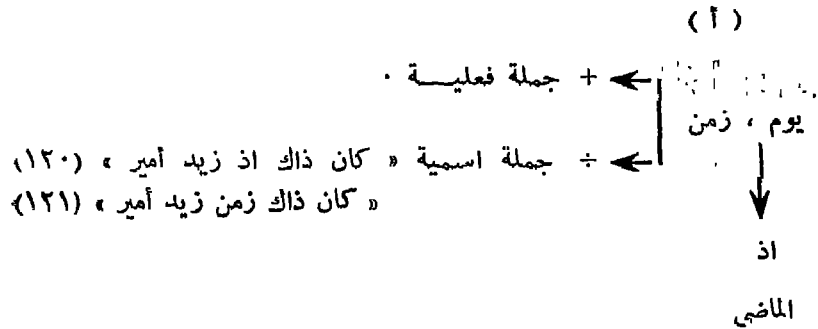 ( أ )
+ جملة فعليــة .
يوم ، زمن
÷ جملة اسمية « كان ذاك اذ زيد أمير » (١٢٠)
« كان ذاك زمن زيد أمير » (١٢١)
اذ
الماضي